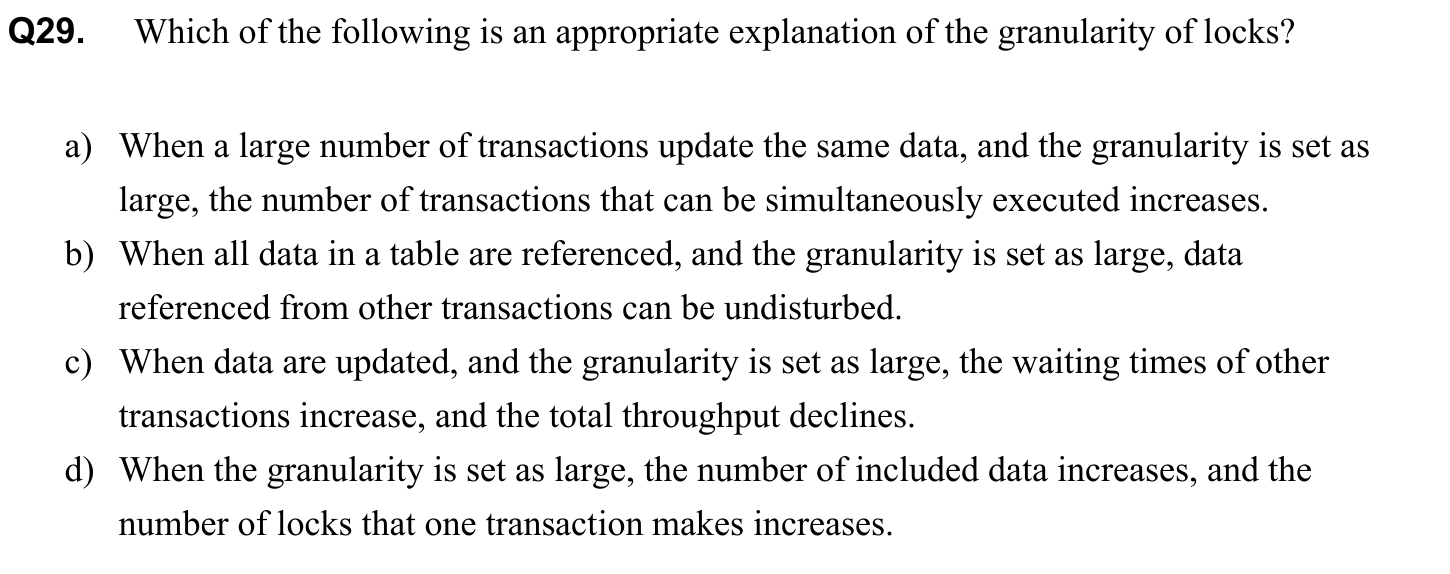 Q29. Which of the following is an appropriate explanation of the granularity of locks?
a) When a large number of transactions update the same data, and the granularity is set as
large, the number of transactions that can be simultaneously executed increases.
b) When all data in a table are referenced, and the granularity is set as large, data
referenced from other transactions can be undisturbed.
c) When data are updated, and the granularity is set as large, the waiting times of other
transactions increase, and the total throughput declines.
d) When the granularity is set as large, the number of included data increases, and the
number of locks that one transaction makes increases.